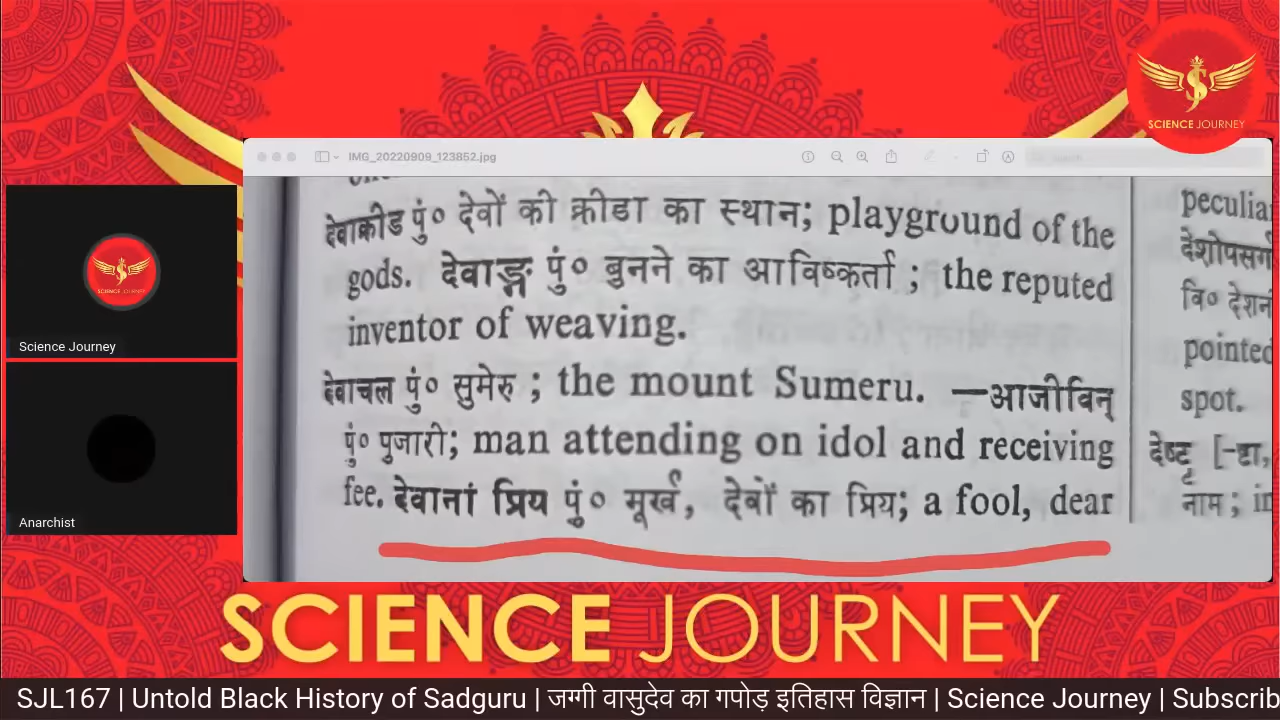 SCIENCE JOURNEY
IMG_20220909_123852.jpg
देवाक्रीड पुं० देवों की क्रीडा का स्थान; playground of the
gods. देवाङ्ग पुं० बुनने का आविष्कर्ता ; the reputed
inventor of weaving.
देवाचल पुं० सुमेरु ; the mount Sumeru. —आजीविन्
पुं० पुजारी; man attending on idol and receiving
fee. देवानां प्रिय पुं० मूर्ख, देवों का प्रिय; a fool, dear
peculia
देशोपसर्ग
वि० देशन
pointed
spot.
देष्टृ [-ष्टा,
नाम ; in
Science Journey
Anarchist
SCIENCE JOURNEY
SJL167 | Untold Black History of Sadguru | जग्गी वासुदेव का गपोड़ इतिहास विज्ञान | Science Journey | Subscrib